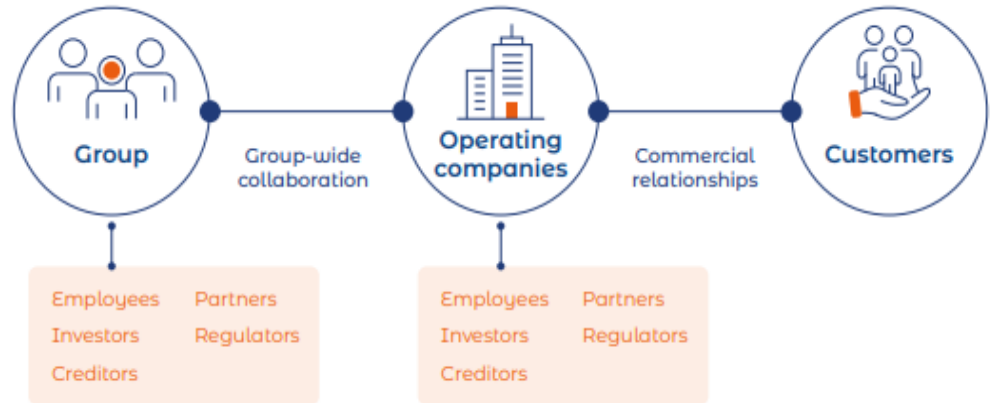 Group
Group-wide
collaboration
Operating
companies
Commercial
relationships
Customers
Employees Partners
Investors Regulators
Creditors
Employees Partners
Investors Regulators
Creditors